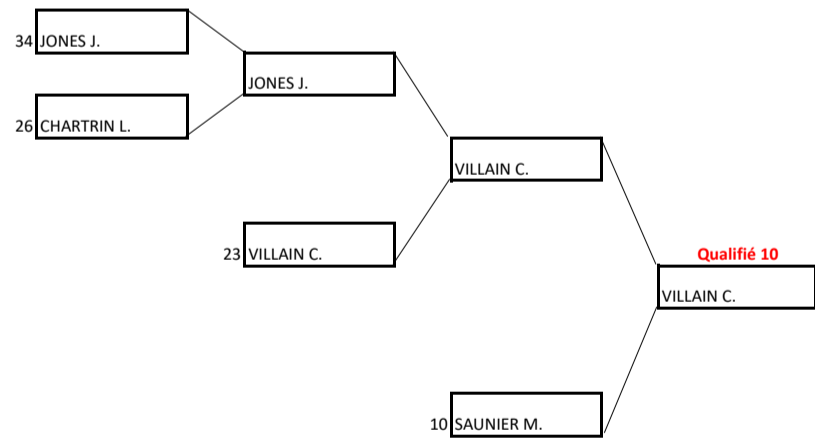 34 JONES J.
JONES J.
26 CHARTRIN L.
VILLAIN C.
23 VILLAIN C.
Qualifié 10
VILLAIN C.
10 SAUNIER M.